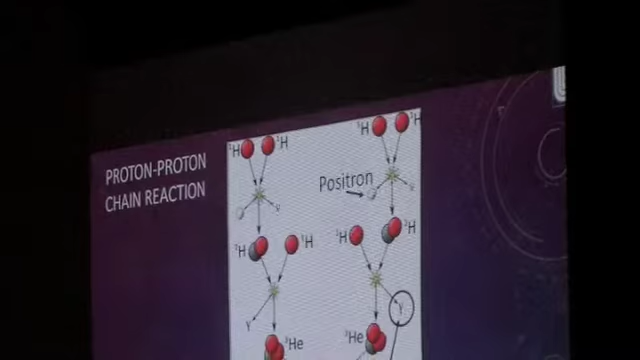 PROTON-PROTON
CHAIN REACTION
¹H ¹H ¹H ¹H
Positron
ν ν
²H ¹H ¹H ²H
γ γ
³He ³He